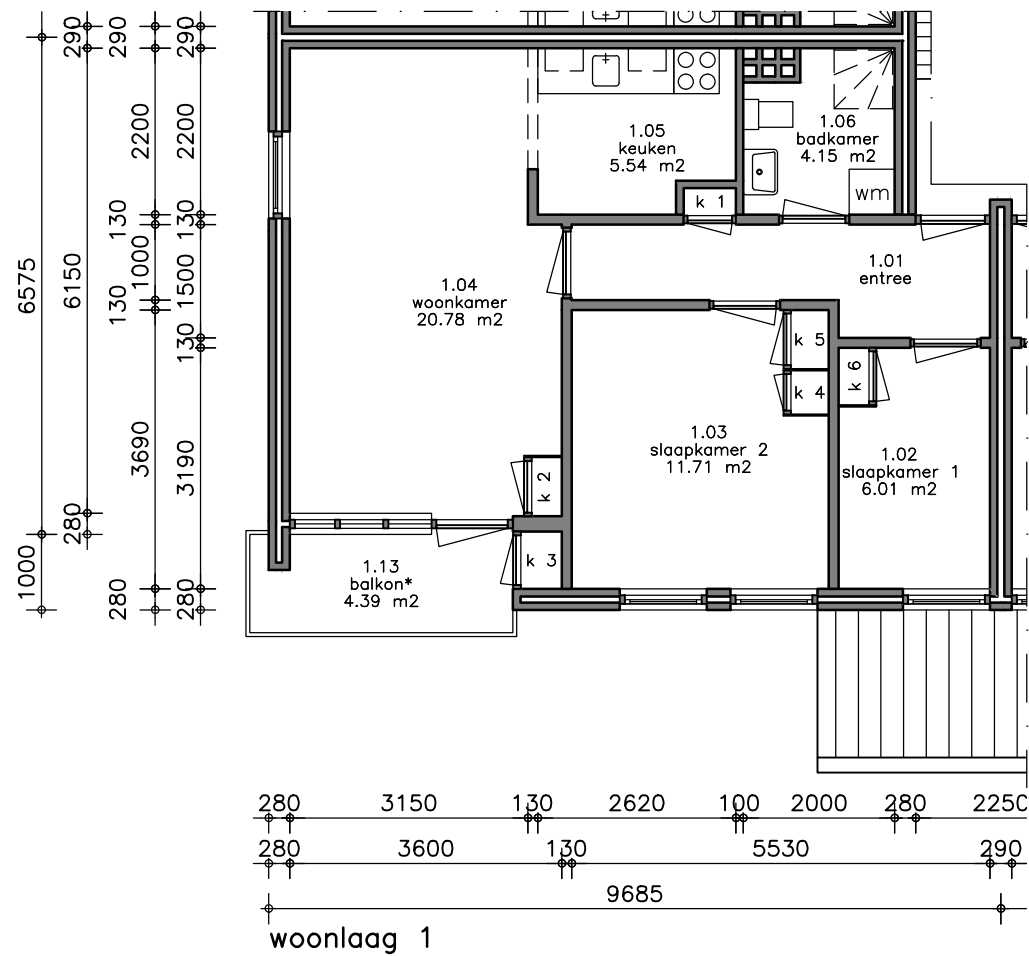 290
290
290
2200
2200
6575
6150
130
130
1000
1500
130
130
3690
3190
280
1000
280
280
1.05
keuken
5.54 m2
1.06
badkamer
4.15 m2
wm
k 1
1.01
entree
1.04
woonkamer
20.78 m2
k 5
k 4
k 6
1.03
slaapkamer 2
11.71 m2
1.02
slaapkamer 1
6.01 m2
k 2
k 3
1.13
balkon*
4.39 m2
280 3150 130 2620 100 2000 280 2250
280 3600 130 5530 290
9685
woonlaag 1